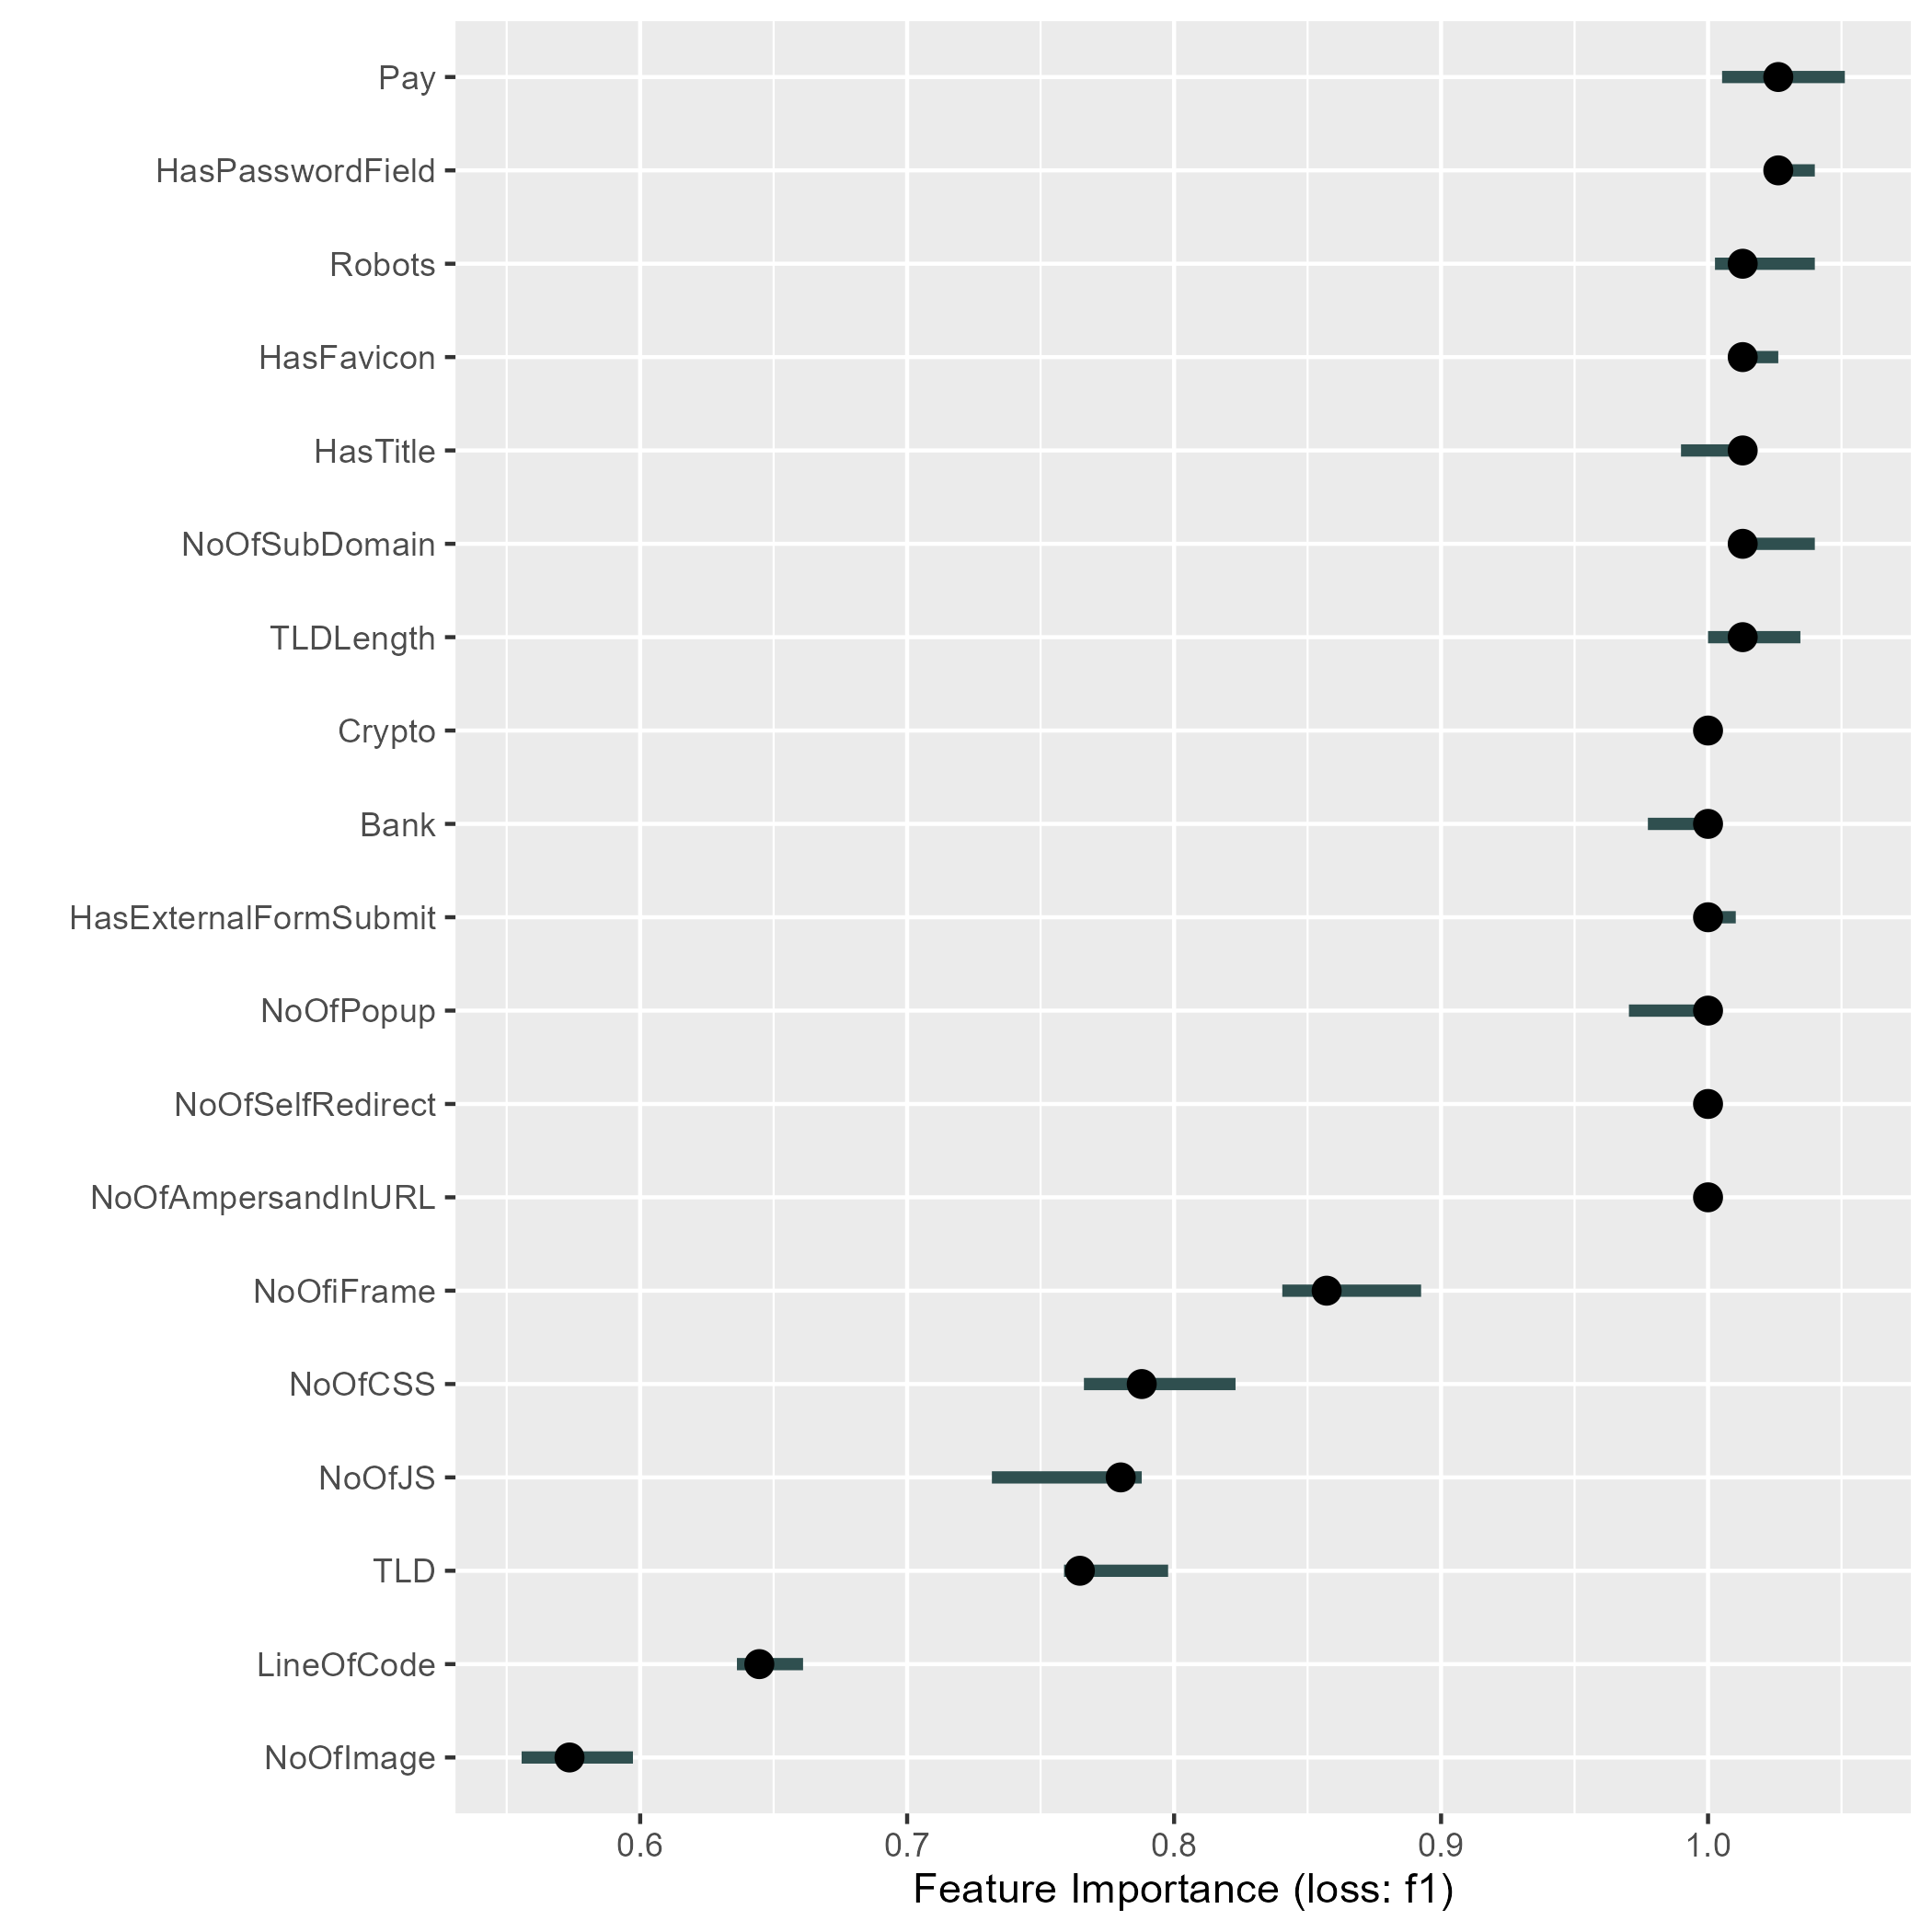 Pay
HasPasswordField
Robots
HasFavicon
HasTitle
NoOfSubDomain
TLDLength
Crypto
Bank
HasExternalFormSubmit
NoOfPopup
NoOfSelfRedirect
NoOfAmpersandInURL
NoOfiFrame
NoOfCSS
NoOfJS
TLD
LineOfCode
NoOfImage
0.6 0.7 0.8 0.9 1.0
Feature Importance (loss: f1)